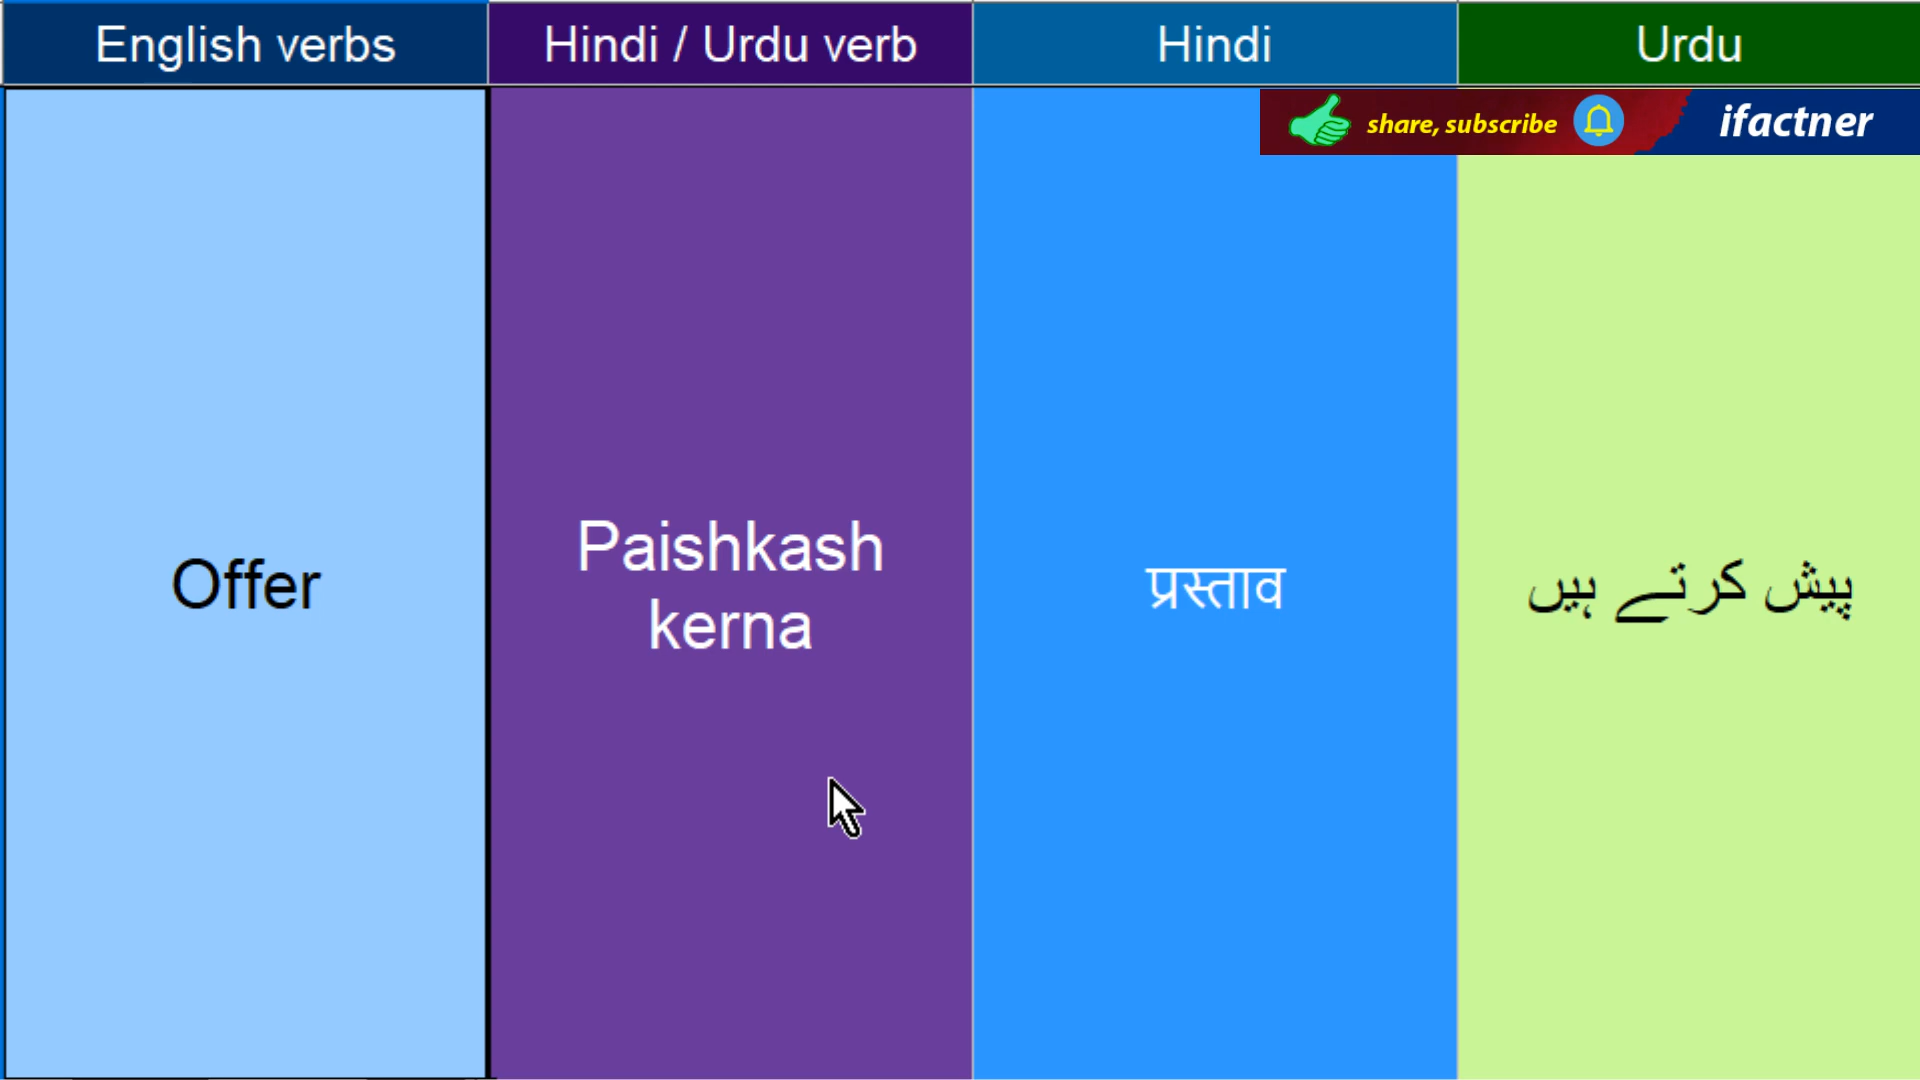 English verbs
Hindi / Urdu verb
Hindi
Urdu
share, subscribe
ifactner
Offer
Paishkash
kerna
प्रस्ताव
پیش کرتے ہیں